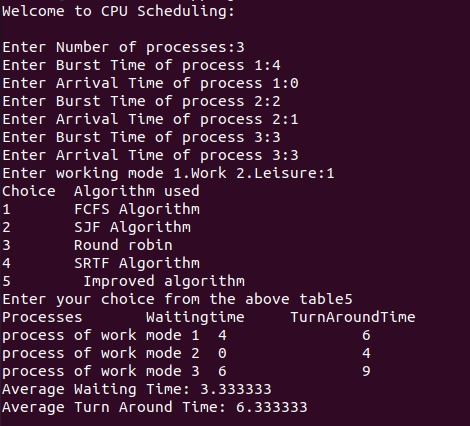 Welcome to CPU Scheduling:
Enter Number of processes:3
Enter Burst Time of process 1:4
Enter Arrival Time of process 1:0
Enter Burst Time of process 2:2
Enter Arrival Time of process 2:1
Enter Burst Time of process 3:3
Enter Arrival Time of process 3:3
Enter working mode 1.Work 2.Leisure:1
Choice  Algorithm used
1       FCFS Algorithm
2       SJF Algorithm
3       Round robin
4       SRTF Algorithm
5        Improved algorithm
Enter your choice from the above table5
Processes       Waitingtime     TurnAroundTime
process of work mode 1  4               6
process of work mode 2  0               4
process of work mode 3  6               9
Average Waiting Time: 3.333333
Average Turn Around Time: 6.333333